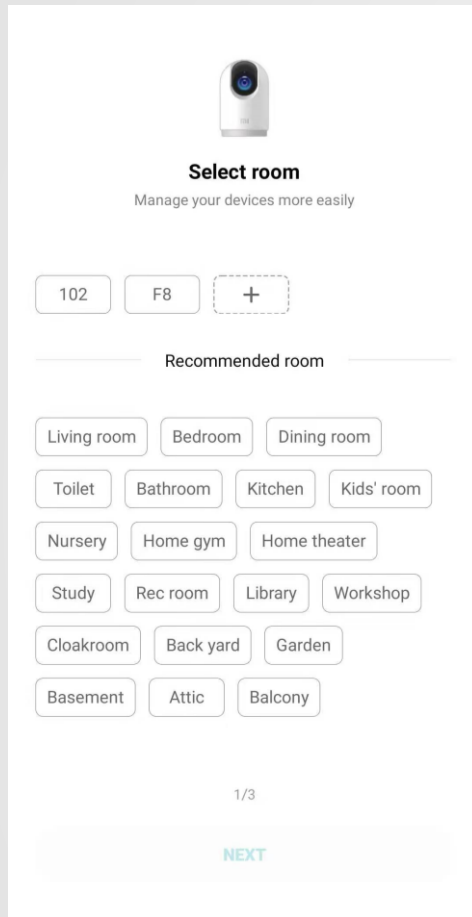 Select room
Manage your devices more easily
102 F8 +
Recommended room
Living room Bedroom Dining room
Toilet Bathroom Kitchen Kids' room
Nursery Home gym Home theater
Study Rec room Library Workshop
Cloakroom Back yard Garden
Basement Attic Balcony
1/3
NEXT